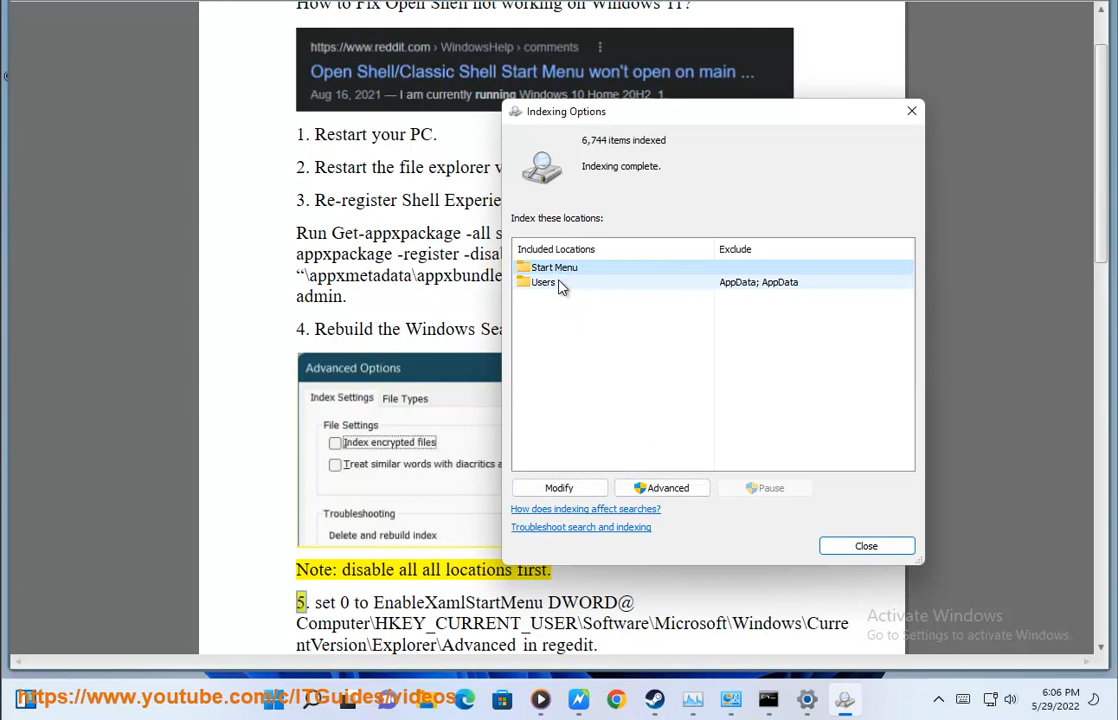 How to Fix Open Shell not working on Windows 11?
https://www.reddit.com › WindowsHelp › comments
Open Shell/Classic Shell Start Menu won't open on main ...
Aug 16, 2021 — I am currently running Windows 10 Home 20H2
1. Restart your PC.
2. Restart the file explorer v
3. Re-register Shell Experie
Run Get-appxpackage -all s
appxpackage -register -disa
“\appxmetadata\appxbundle
admin.
4. Rebuild the Windows Sea
Advanced Options
Index Settings File Types
File Settings
Index encrypted files
Treat similar words with diacritics a
Troubleshooting
Delete and rebuild index
Note: disable all all locations first.
5. set 0 to EnableXamlStartMenu DWORD@
Computer\HKEY_CURRENT_USER\Software\Microsoft\Windows\Curre
ntVersion\Explorer\Advanced in regedit.
Indexing Options
6,744 items indexed
Indexing complete.
Index these locations:
Included Locations Exclude
Start Menu
Users AppData; AppData
Modify Advanced Pause
How does indexing affect searches?
Troubleshoot search and indexing
Close
Activate Windows
Go to Settings to activate Windows.
https://www.youtube.com/c/ITGuides/videos
6:06 PM
5/29/2022